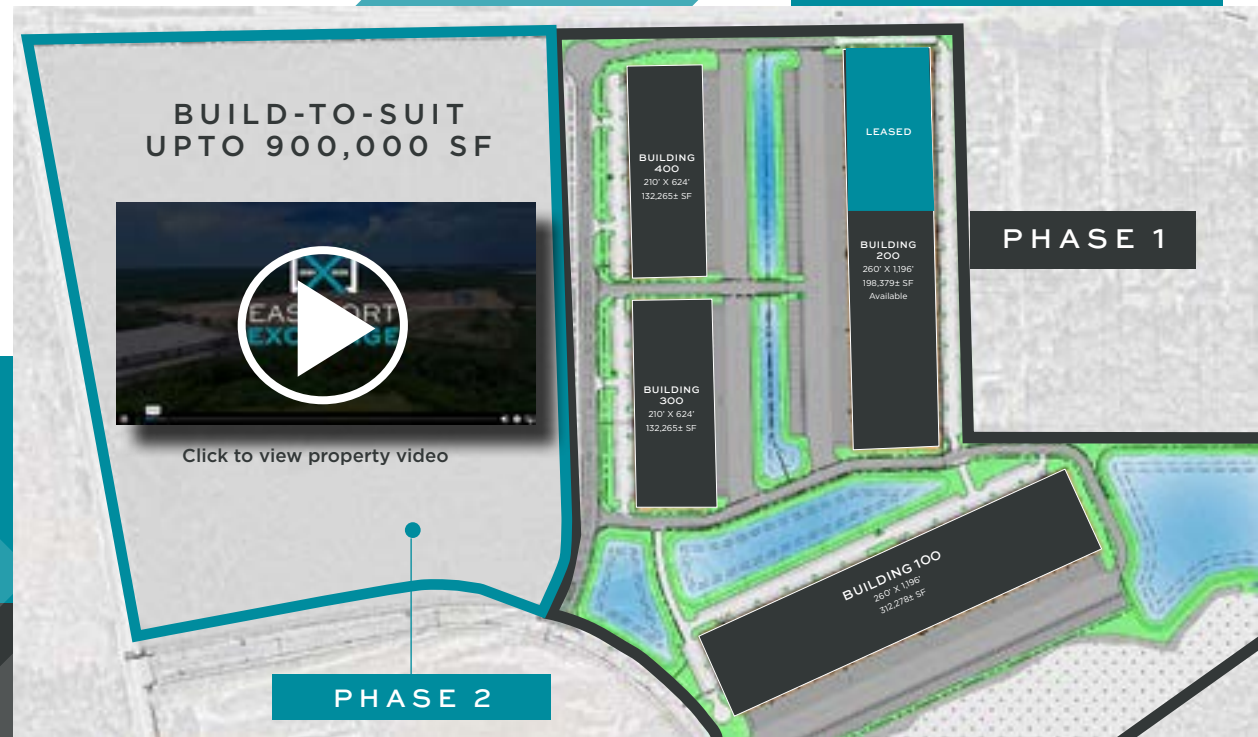 BUILD-TO-SUIT
UPTO 900,000 SF
Click to view property video
PHASE 2
BUILDING
400
210' X 624'
132,265± SF
BUILDING
300
210' X 624'
132,265± SF
LEASED
BUILDING
200
260' X 1,196'
198,379± SF
Available
PHASE 1
BUILDING 100
260' X 1,196'
312,278± SF